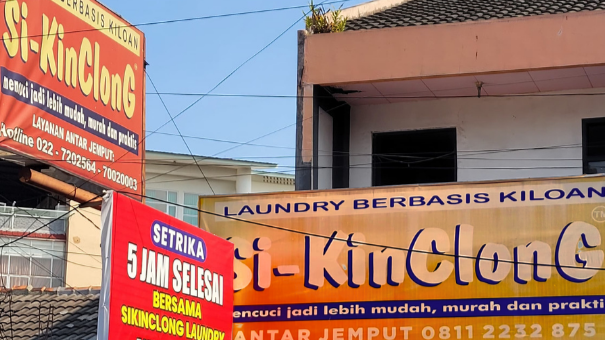 BERBASIS KILOAN
Si-KinClonG
mencuci jadi lebih mudah, murah dan praktis
LAYANAN ANTAR JEMPUT:
Hotline 022 - 7202564 - 70020003
SETRIKA
5 JAM SELESAI
BERSAMA
SIKINCLONG LAUNDRY
LAUNDRY BERBASIS KILOAN
Si-KinClonG
TM
mencuci jadi lebih mudah, murah dan prakti
ANTAR JEMPUT 0811 2232 875